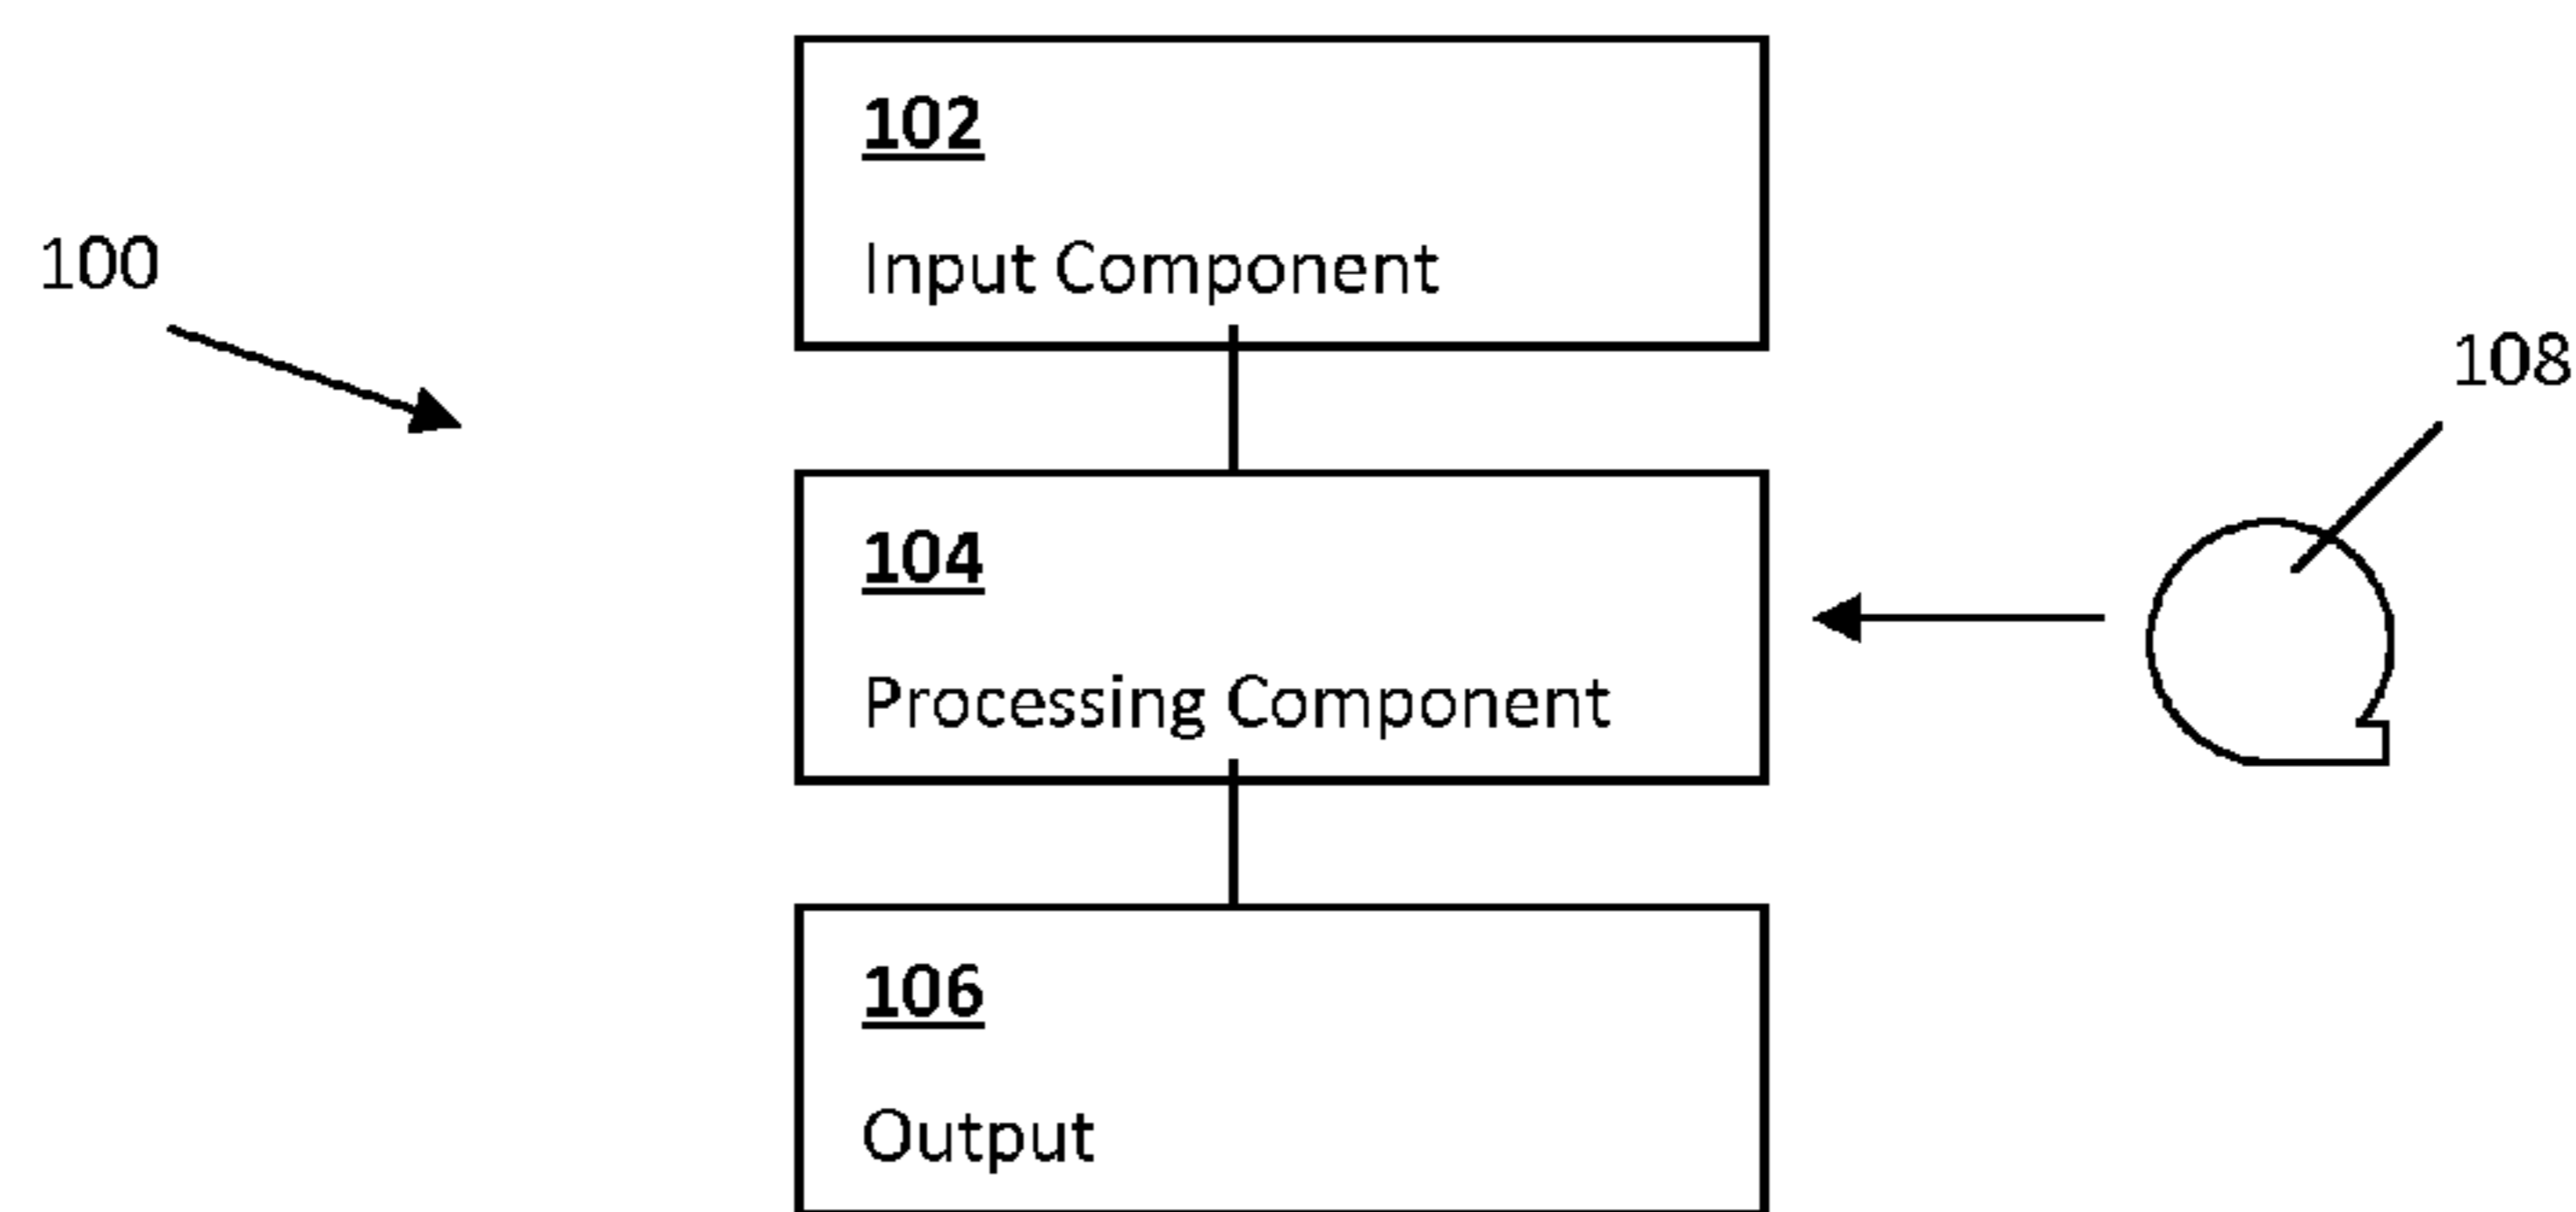 102
Input Component
100
108
104
Processing Component
106
Output